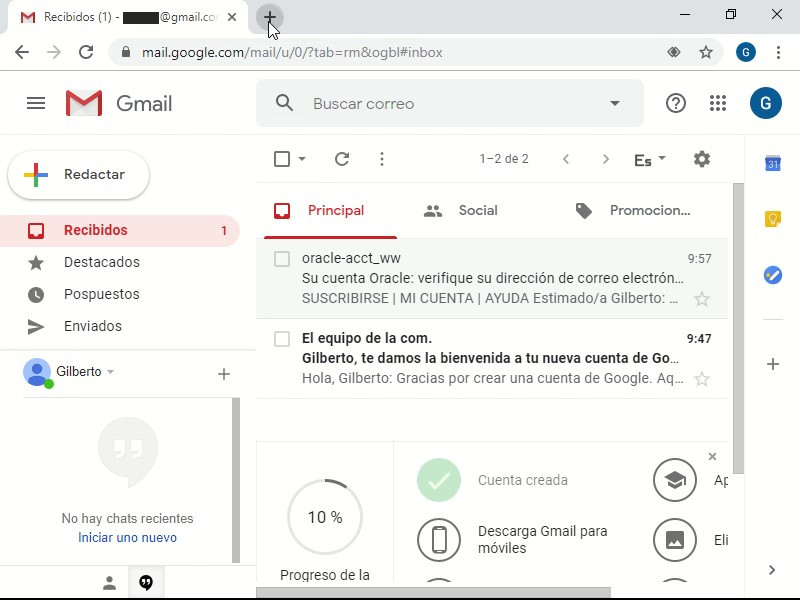 Recibidos (1) - @gmail.co
mail.google.com/mail/u/0/?tab=rm&ogbl#inbox
G
Gmail
Buscar correo
G
Redactar
1–2 de 2
Es
31
Principal
Social
Promocion...
Recibidos 1
Destacados
Pospuestos
Enviados
oracle-acct_ww 9:57
Su cuenta Oracle: verifique su dirección de correo electrón...
SUSCRIBIRSE | MI CUENTA | AYUDA Estimado/a Gilberto: ...
El equipo de la com. 9:47
Gilberto, te damos la bienvenida a tu nueva cuenta de Go...
Hola, Gilberto: Gracias por crear una cuenta de Google. Aq...
Gilberto
No hay chats recientes
Iniciar uno nuevo
10 %
Progreso de la
Cuenta creada
Descarga Gmail para
móviles
Ap
Eli